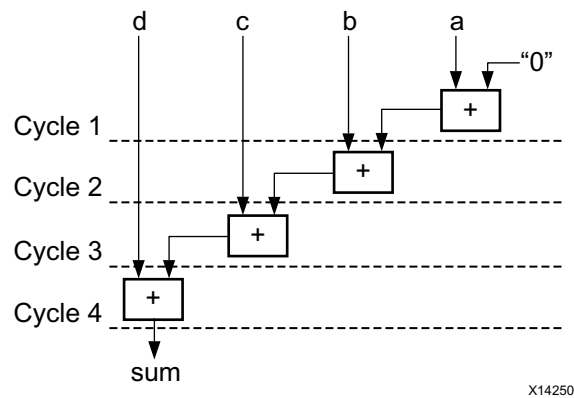 d c b a
“0”
+
Cycle 1
+
Cycle 2
+
Cycle 3
+
Cycle 4
sum
X14250